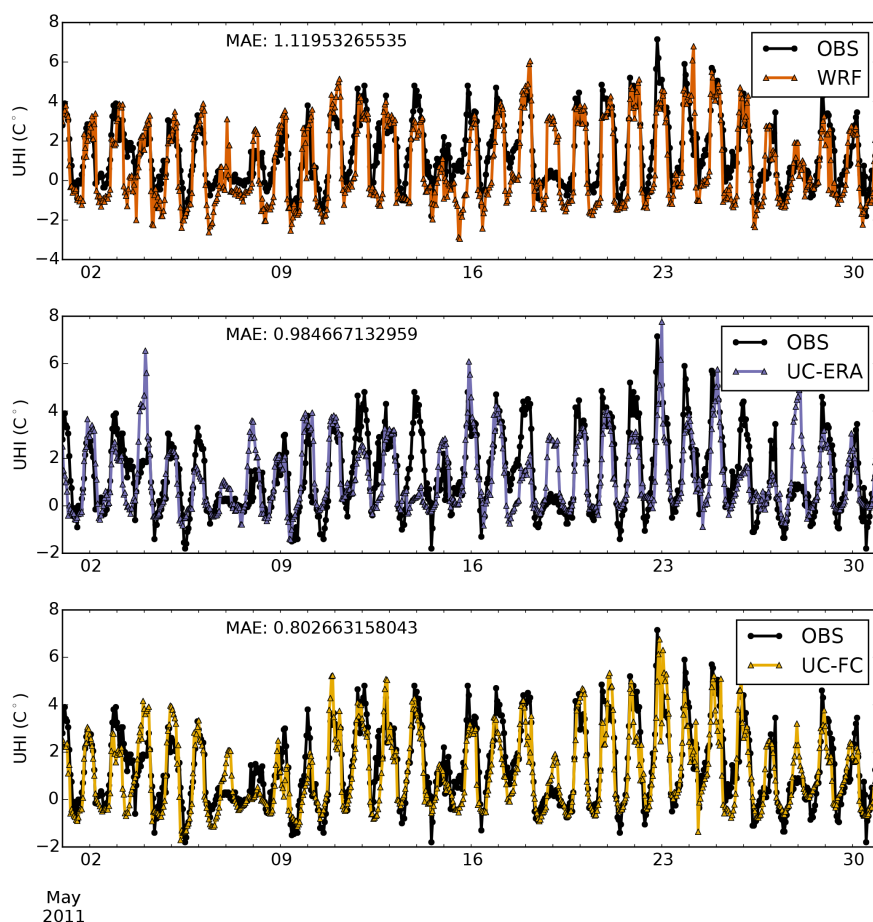 8
6
4
2
0
−2
−4
UHI (C°)
MAE: 1.11953265535
OBS
WRF
02
09
16
23
30
8
6
4
2
0
−2
UHI (C°)
MAE: 0.984667132959
OBS
UC-ERA
02
09
16
23
30
8
6
4
2
0
−2
UHI (C°)
MAE: 0.802663158043
OBS
UC-FC
02
09
16
23
30
May
2011